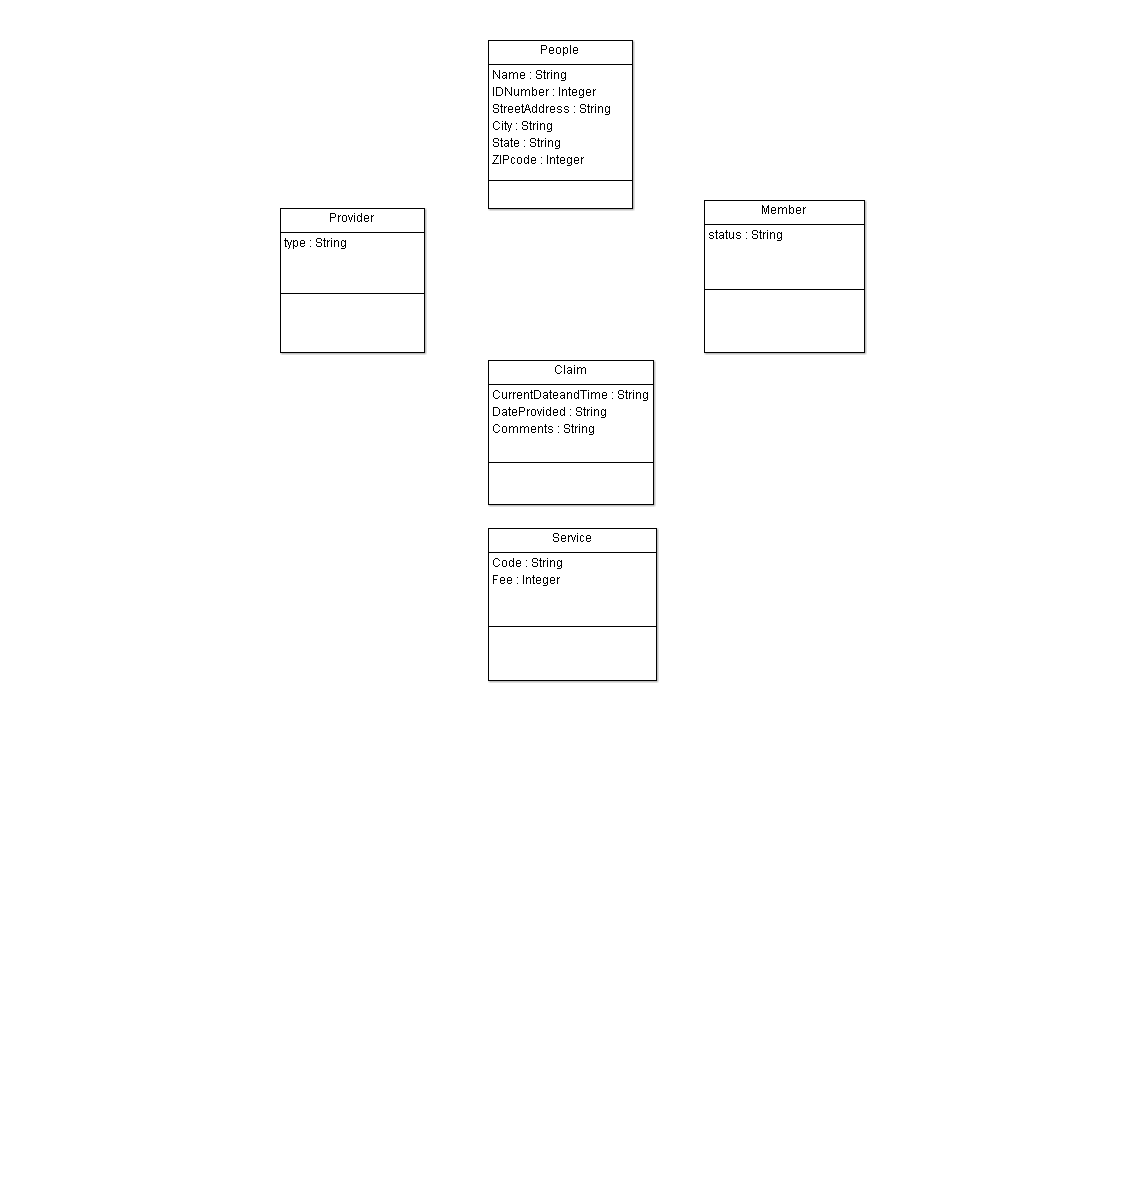 People
Name : String
IDNumber : Integer
StreetAddress : String
City : String
State : String
ZIPcode : Integer
Provider
type : String
Member
status : String
Claim
CurrentDateandTime : String
DateProvided : String
Comments : String
Service
Code : String
Fee : Integer